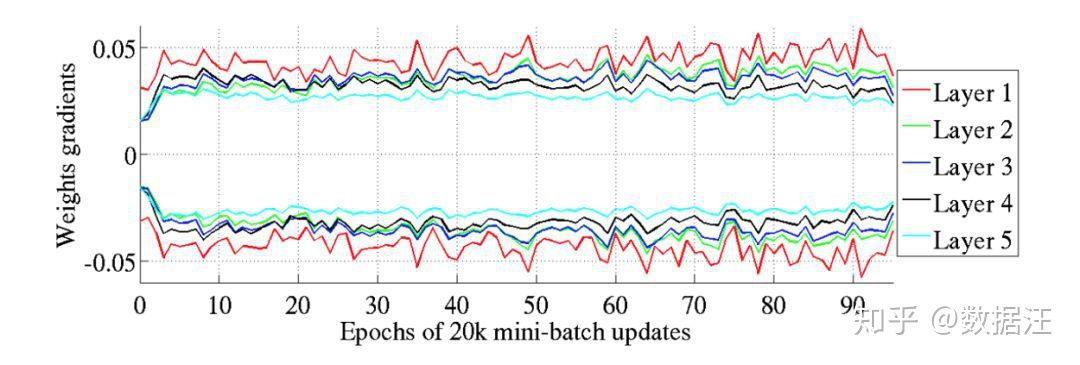 0.05
0
-0.05
Weights gradients
0 10 20 30 40 50 60 70 80 90
Epochs of 20k mini-batch updates
Layer 1
Layer 2
Layer 3
Layer 4
Layer 5
知乎 @数据汪